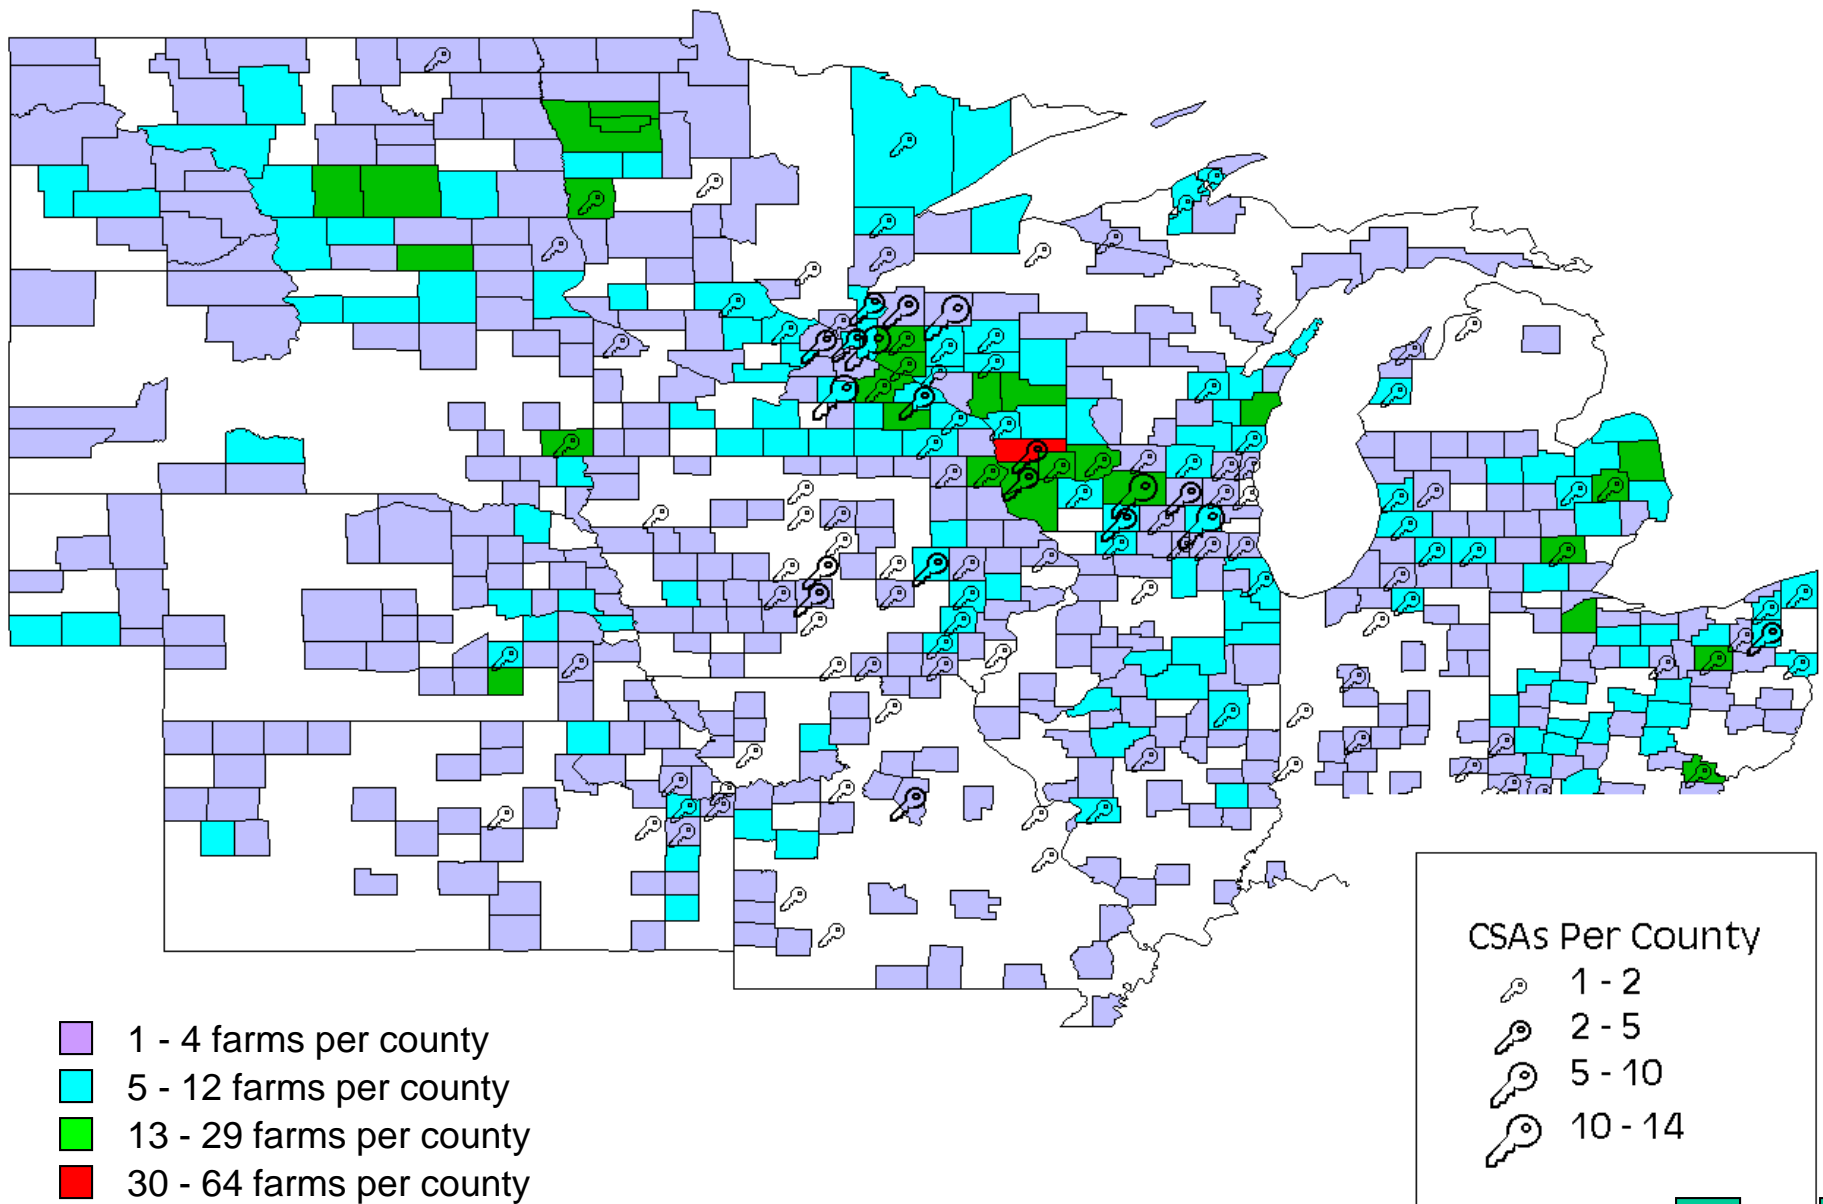 CSAs Per County
1 - 2
2 - 5
5 - 10
10 - 14
1 - 4 farms per county
5 - 12 farms per county
13 - 29 farms per county
30 - 64 farms per county